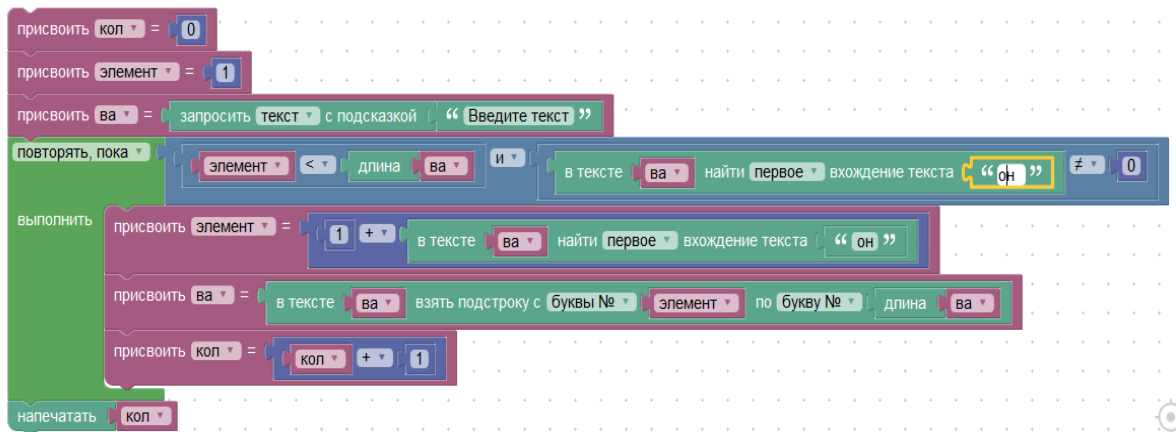 присвоить кол = 0
присвоить элемент = 1
присвоить ва = запросить текст с подсказкой “ Введите текст ”
повторять, пока элемент < длина ва и в тексте ва найти первое вхождение текста “ он ” ≠ 0
выполнить присвоить элемент = 1 + в тексте ва найти первое вхождение текста “ он ”
присвоить ва = в тексте ва взять подстроку с буквы № элемент по букву № длина ва
присвоить кол = кол + 1
напечатать кол